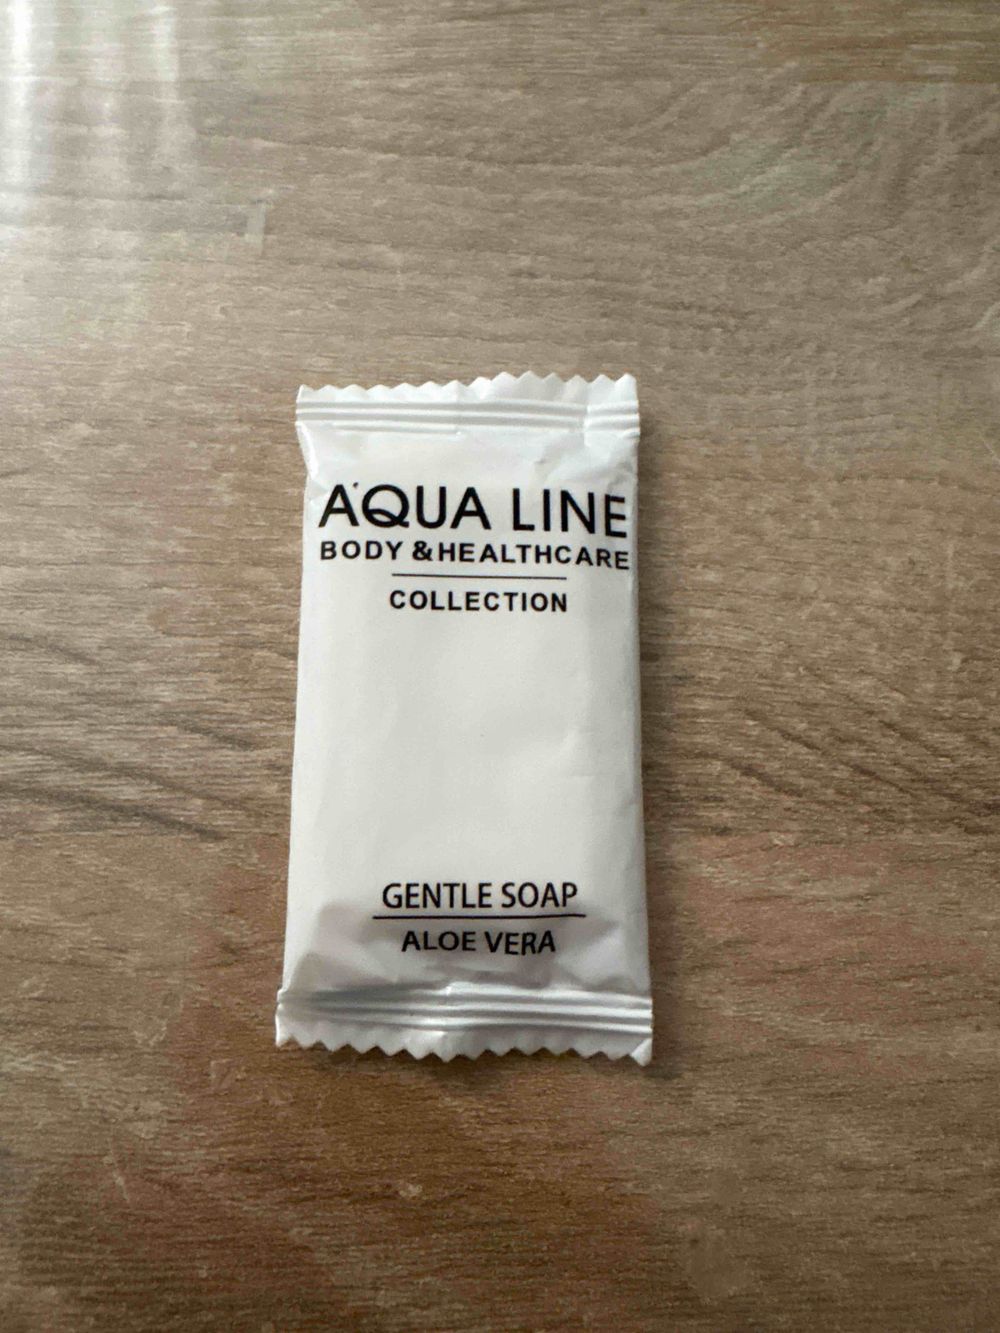 AQUA LINE
BODY & HEALTHCARE
COLLECTION
GENTLE SOAP
ALOE VERA